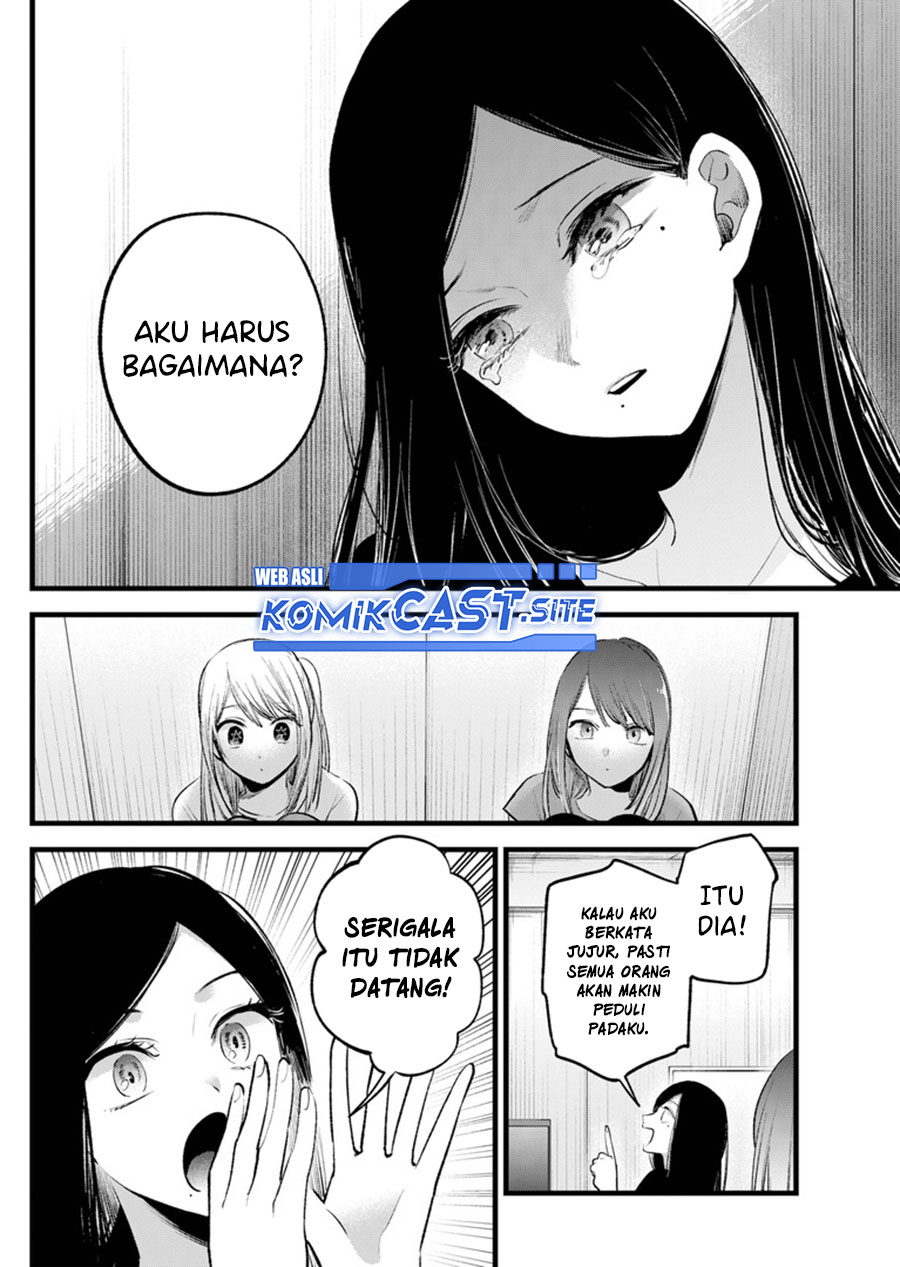 AKU HARUS
BAGAIMANA?
WEB ASLI
KOMIKCAST.SITE
ITU
DIA!
KALAU AKU
BERKATA
JUJUR, PASTI
SEMUA ORANG
AKAN MAKIN
PEDULI
PADAKU.
SERIGALA
ITU TIDAK
DATANG!